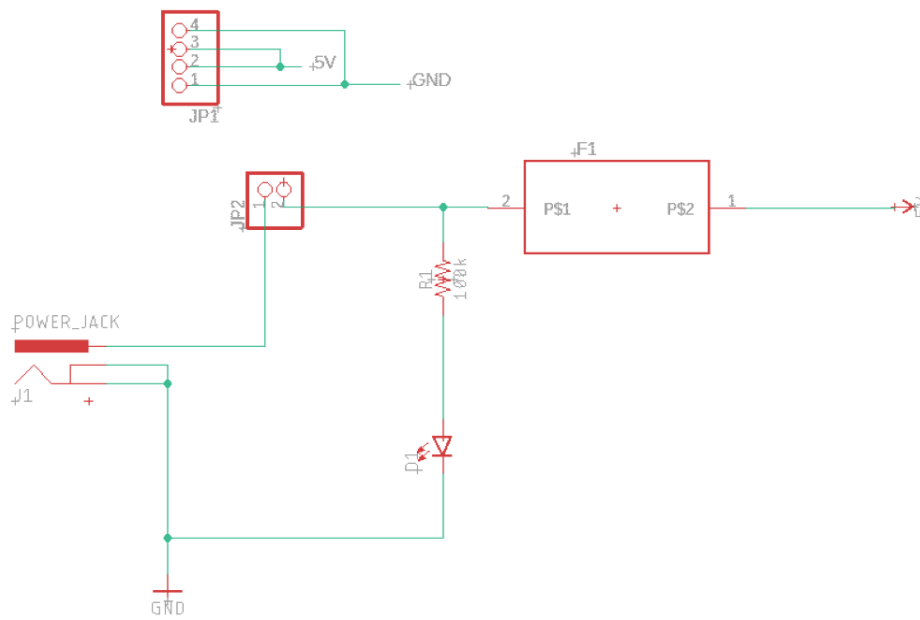 4
3
2
1
5V
GND
JP1
F1
JP2
1
2
2
P$1
P$2
1
R1
100k
POWER_JACK
J1
D1
GND